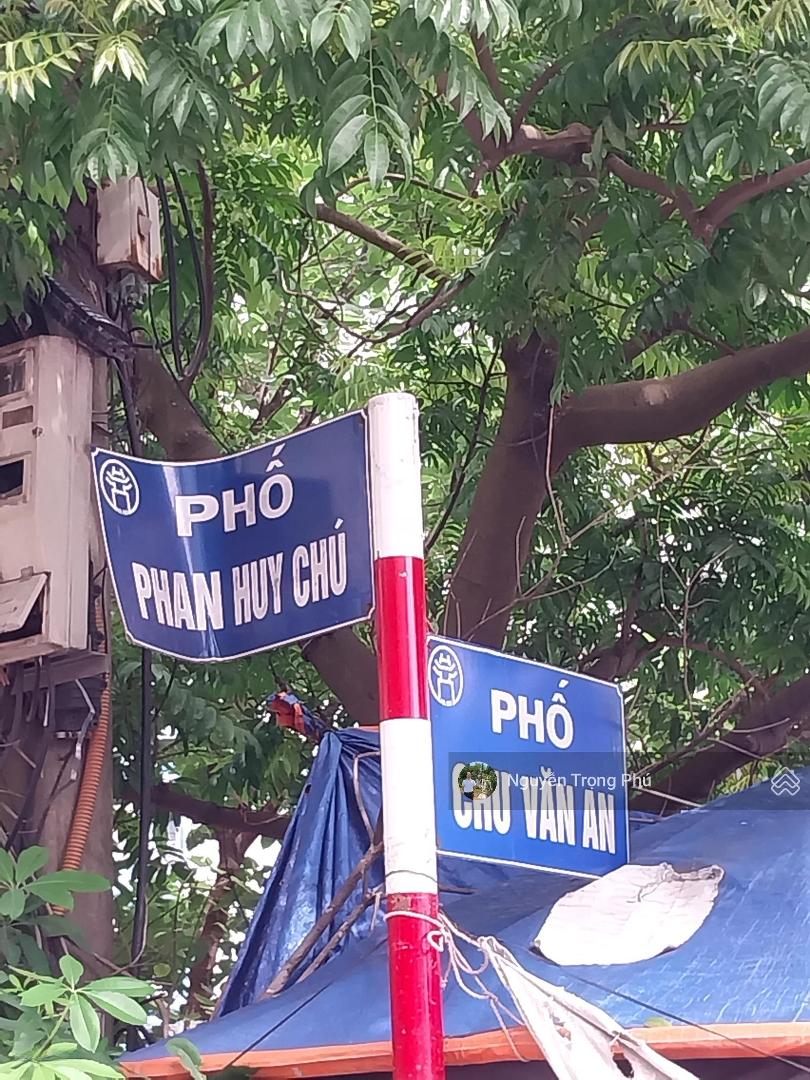 PHỐ
PHAN HUY CHÚ
PHỐ
CHU VĂN AN
Nguyễn Trọng Phú